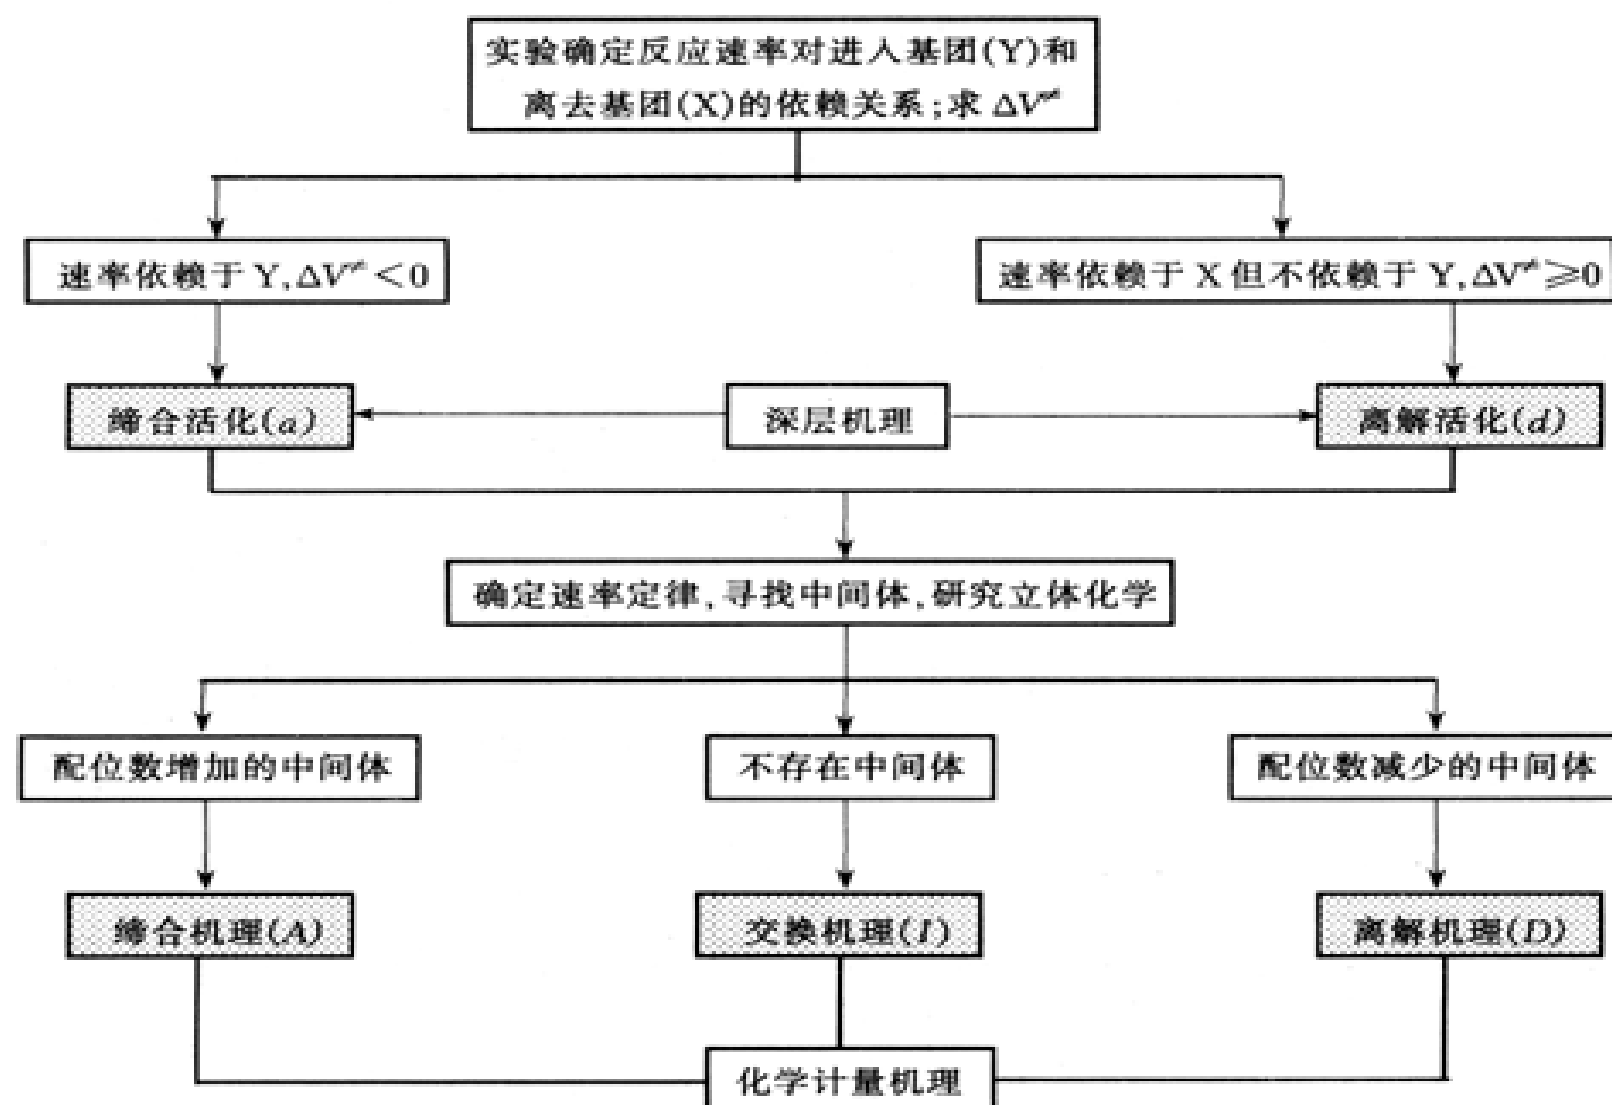 实验确定反应速率对进入基团(Y)和
离去基团(X)的依赖关系;求 ΔV≠
速率依赖于 Y,ΔV≠<0
速率依赖于 X 但不依赖于 Y,ΔV≠⩾0
缔合活化(a)
深层机理
离解活化(d)
确定速率定律,寻找中间体,研究立体化学
配位数增加的中间体
不存在中间体
配位数减少的中间体
缔合机理(A)
交换机理(I)
离解机理(D)
化学计量机理